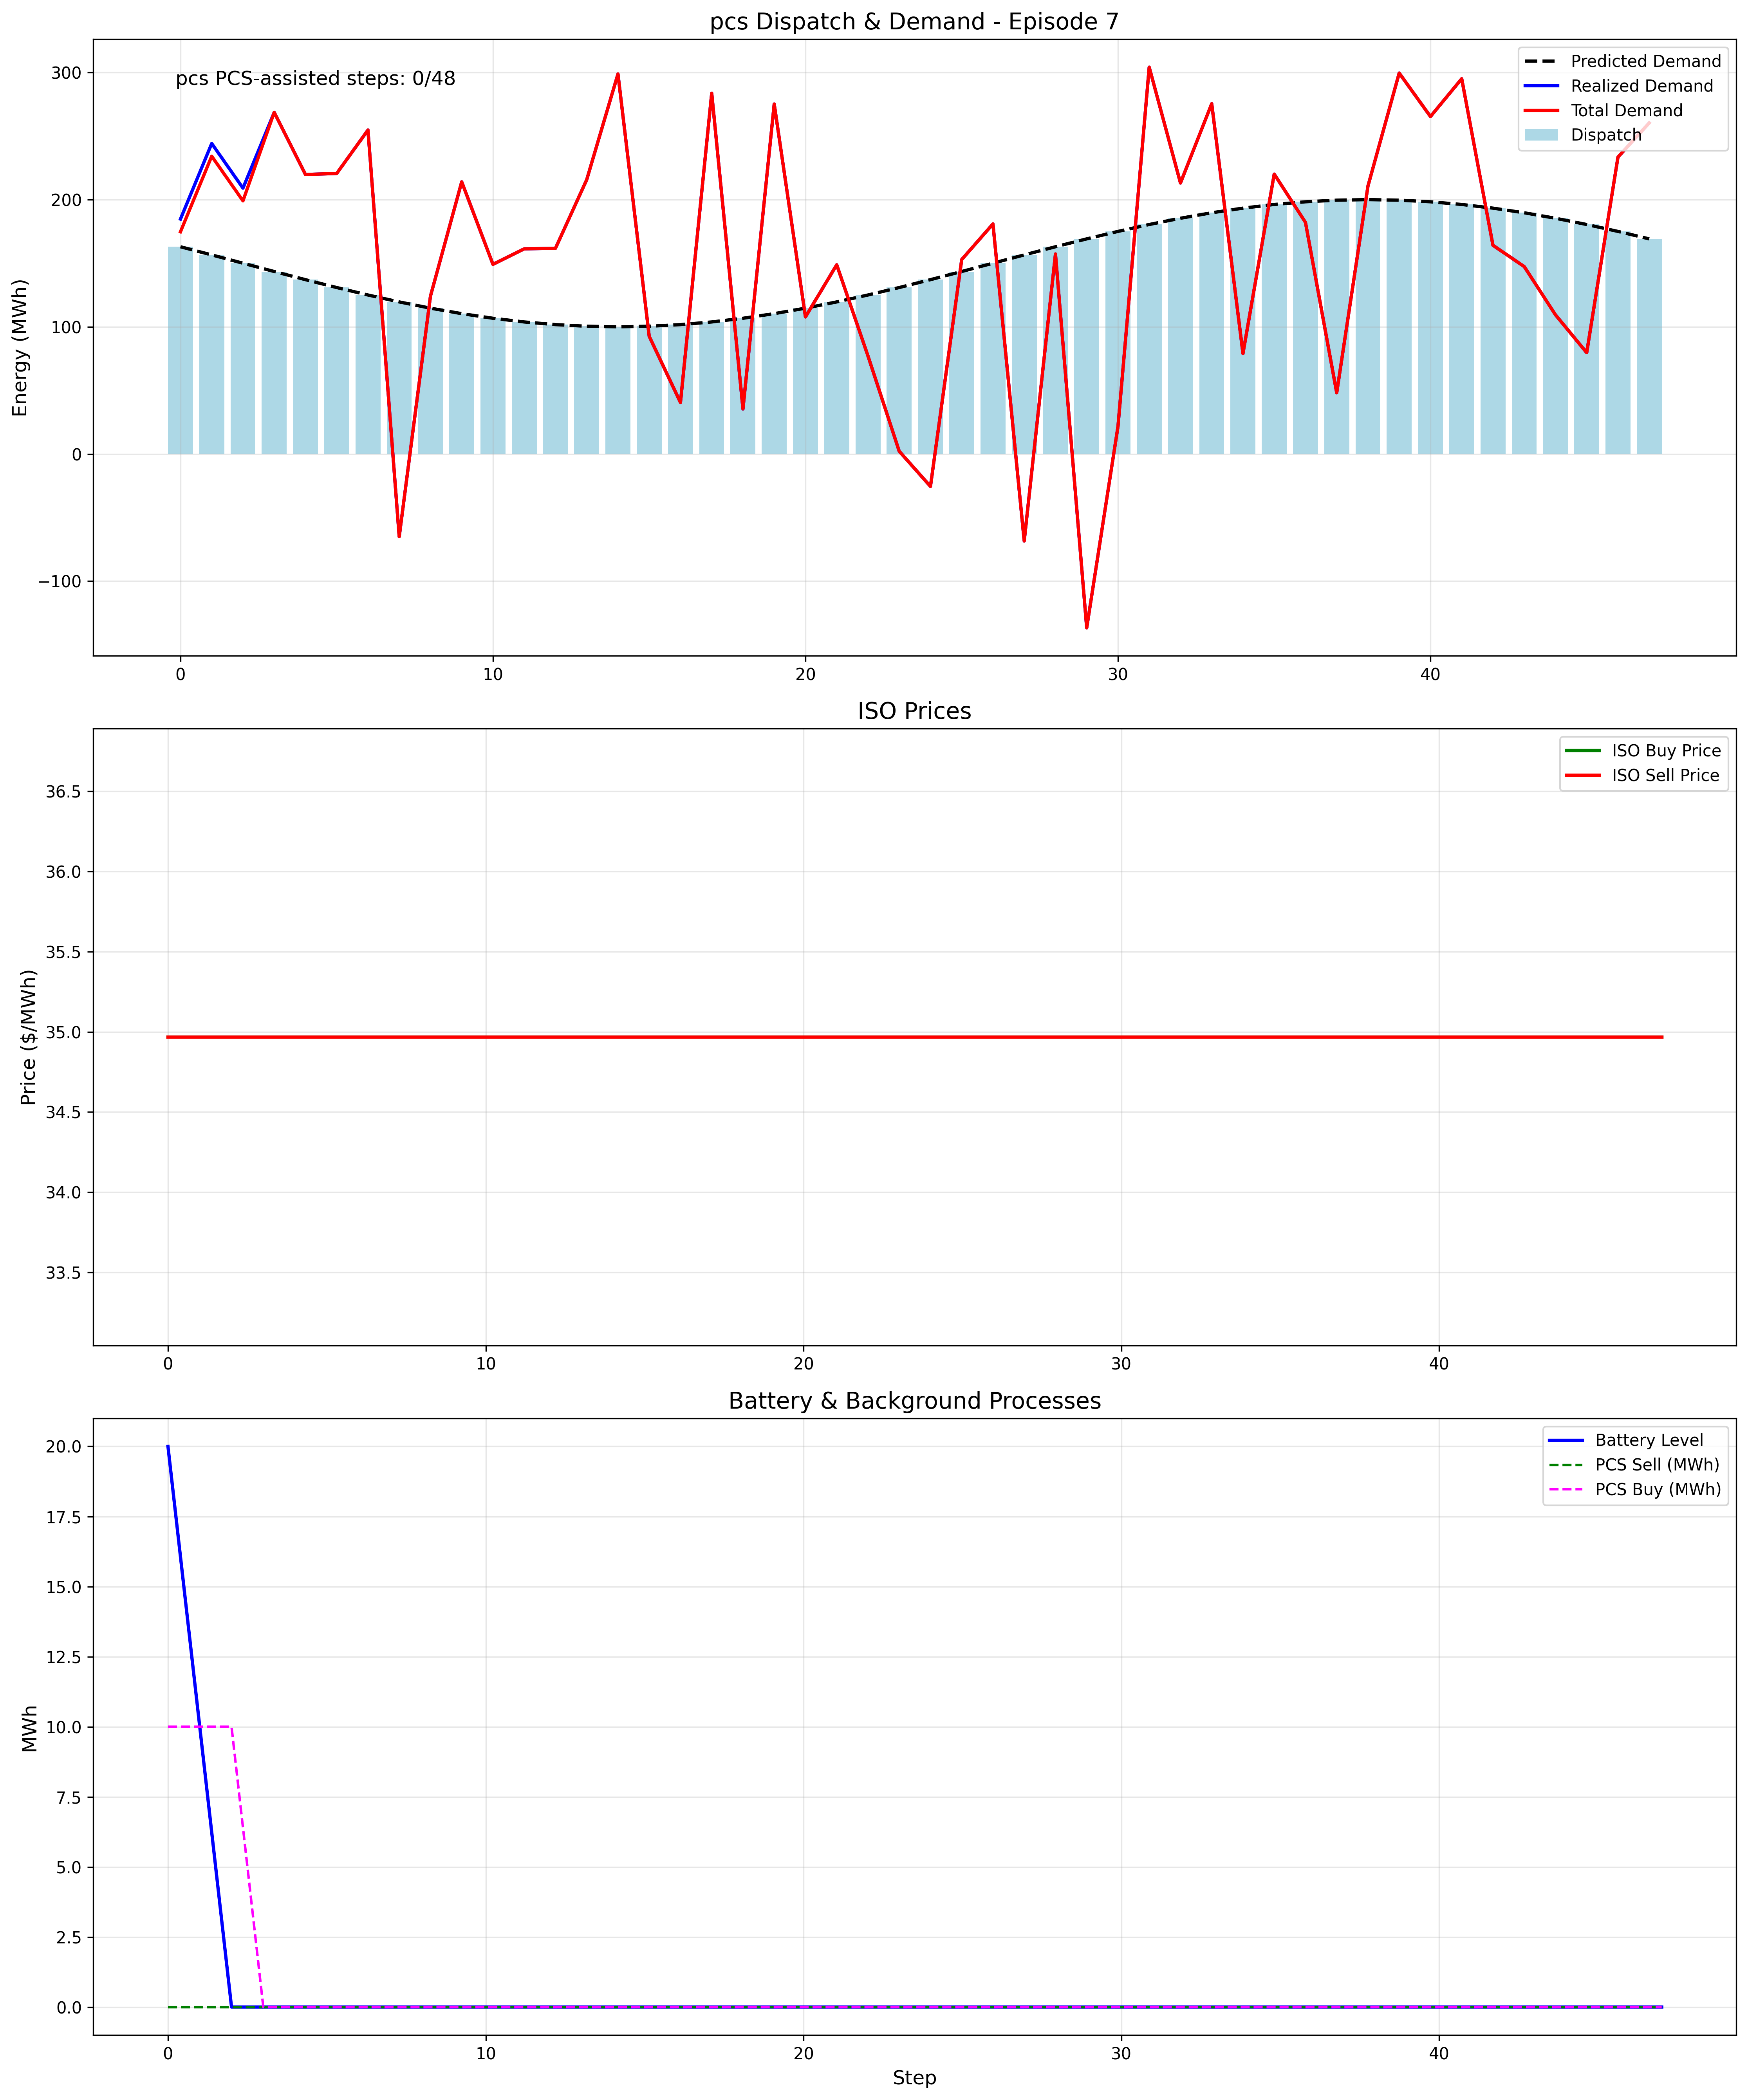 pcs Dispatch & Demand - Episode 7
pcs PCS-assisted steps: 0/48
Predicted Demand
Realized Demand
Total Demand
Dispatch
Energy (MWh)
300
200
100
0
−100
0 10 20 30 40
ISO Prices
ISO Buy Price
ISO Sell Price
Price ($/MWh)
36.5
36.0
35.5
35.0
34.5
34.0
33.5
0 10 20 30 40
Battery & Background Processes
Battery Level
PCS Sell (MWh)
PCS Buy (MWh)
MWh
20.0
17.5
15.0
12.5
10.0
7.5
5.0
2.5
0.0
0 10 20 30 40
Step